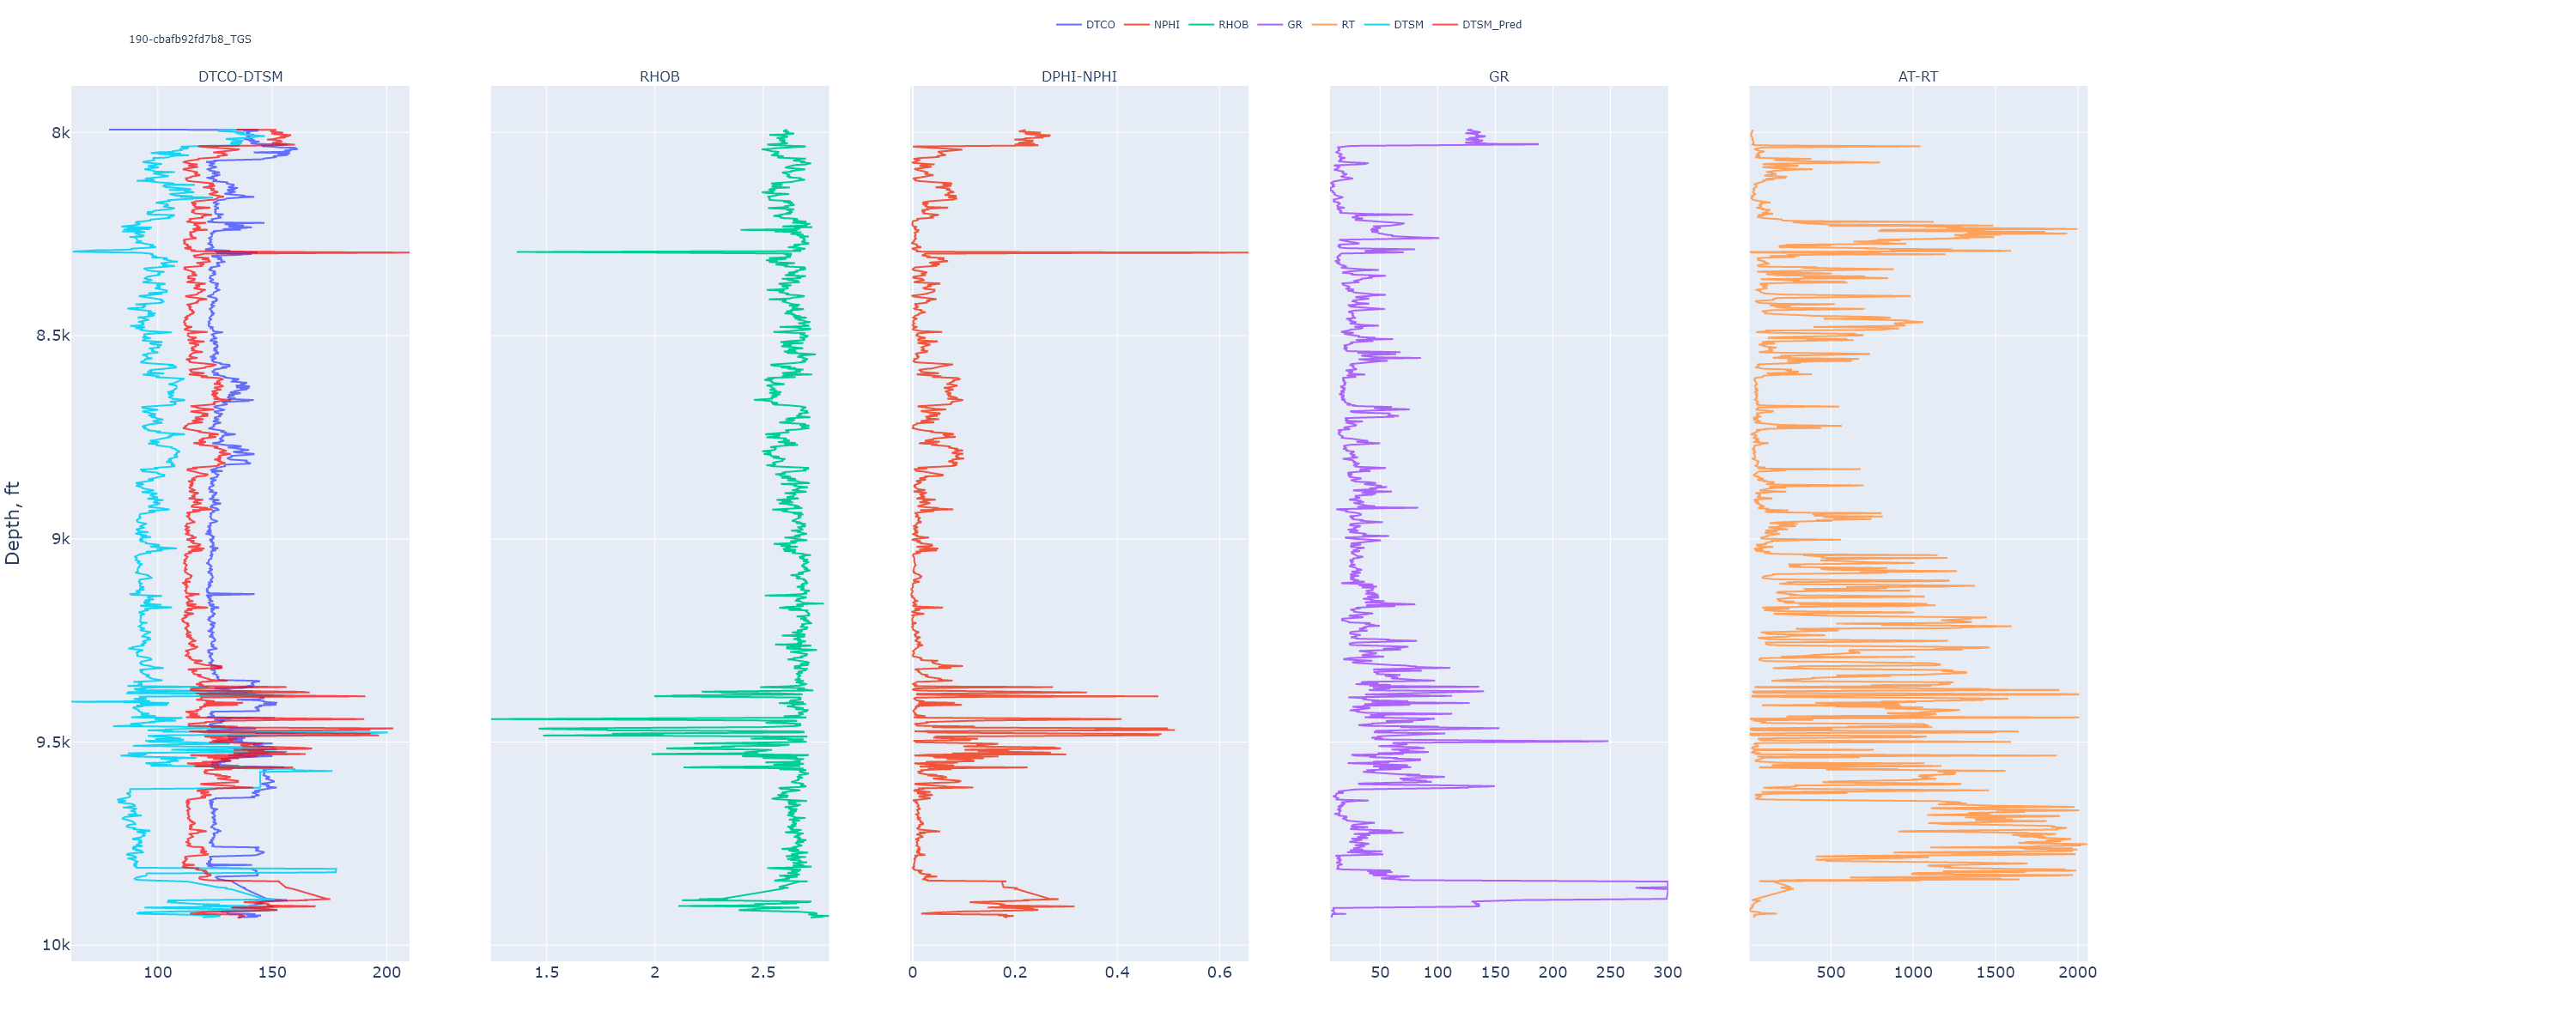 DTCO NPHI RHOB GR RT DTSM DTSM_Pred
190-cbafb92fd7b8_TGS
DTCO-DTSM RHOB DPHI-NPHI GR AT-RT
Depth, ft
8k
8.5k
9k
9.5k
10k
100 150 200 1.5 2 2.5 0 0.2 0.4 0.6 50 100 150 200 250 300 500 1000 1500 2000